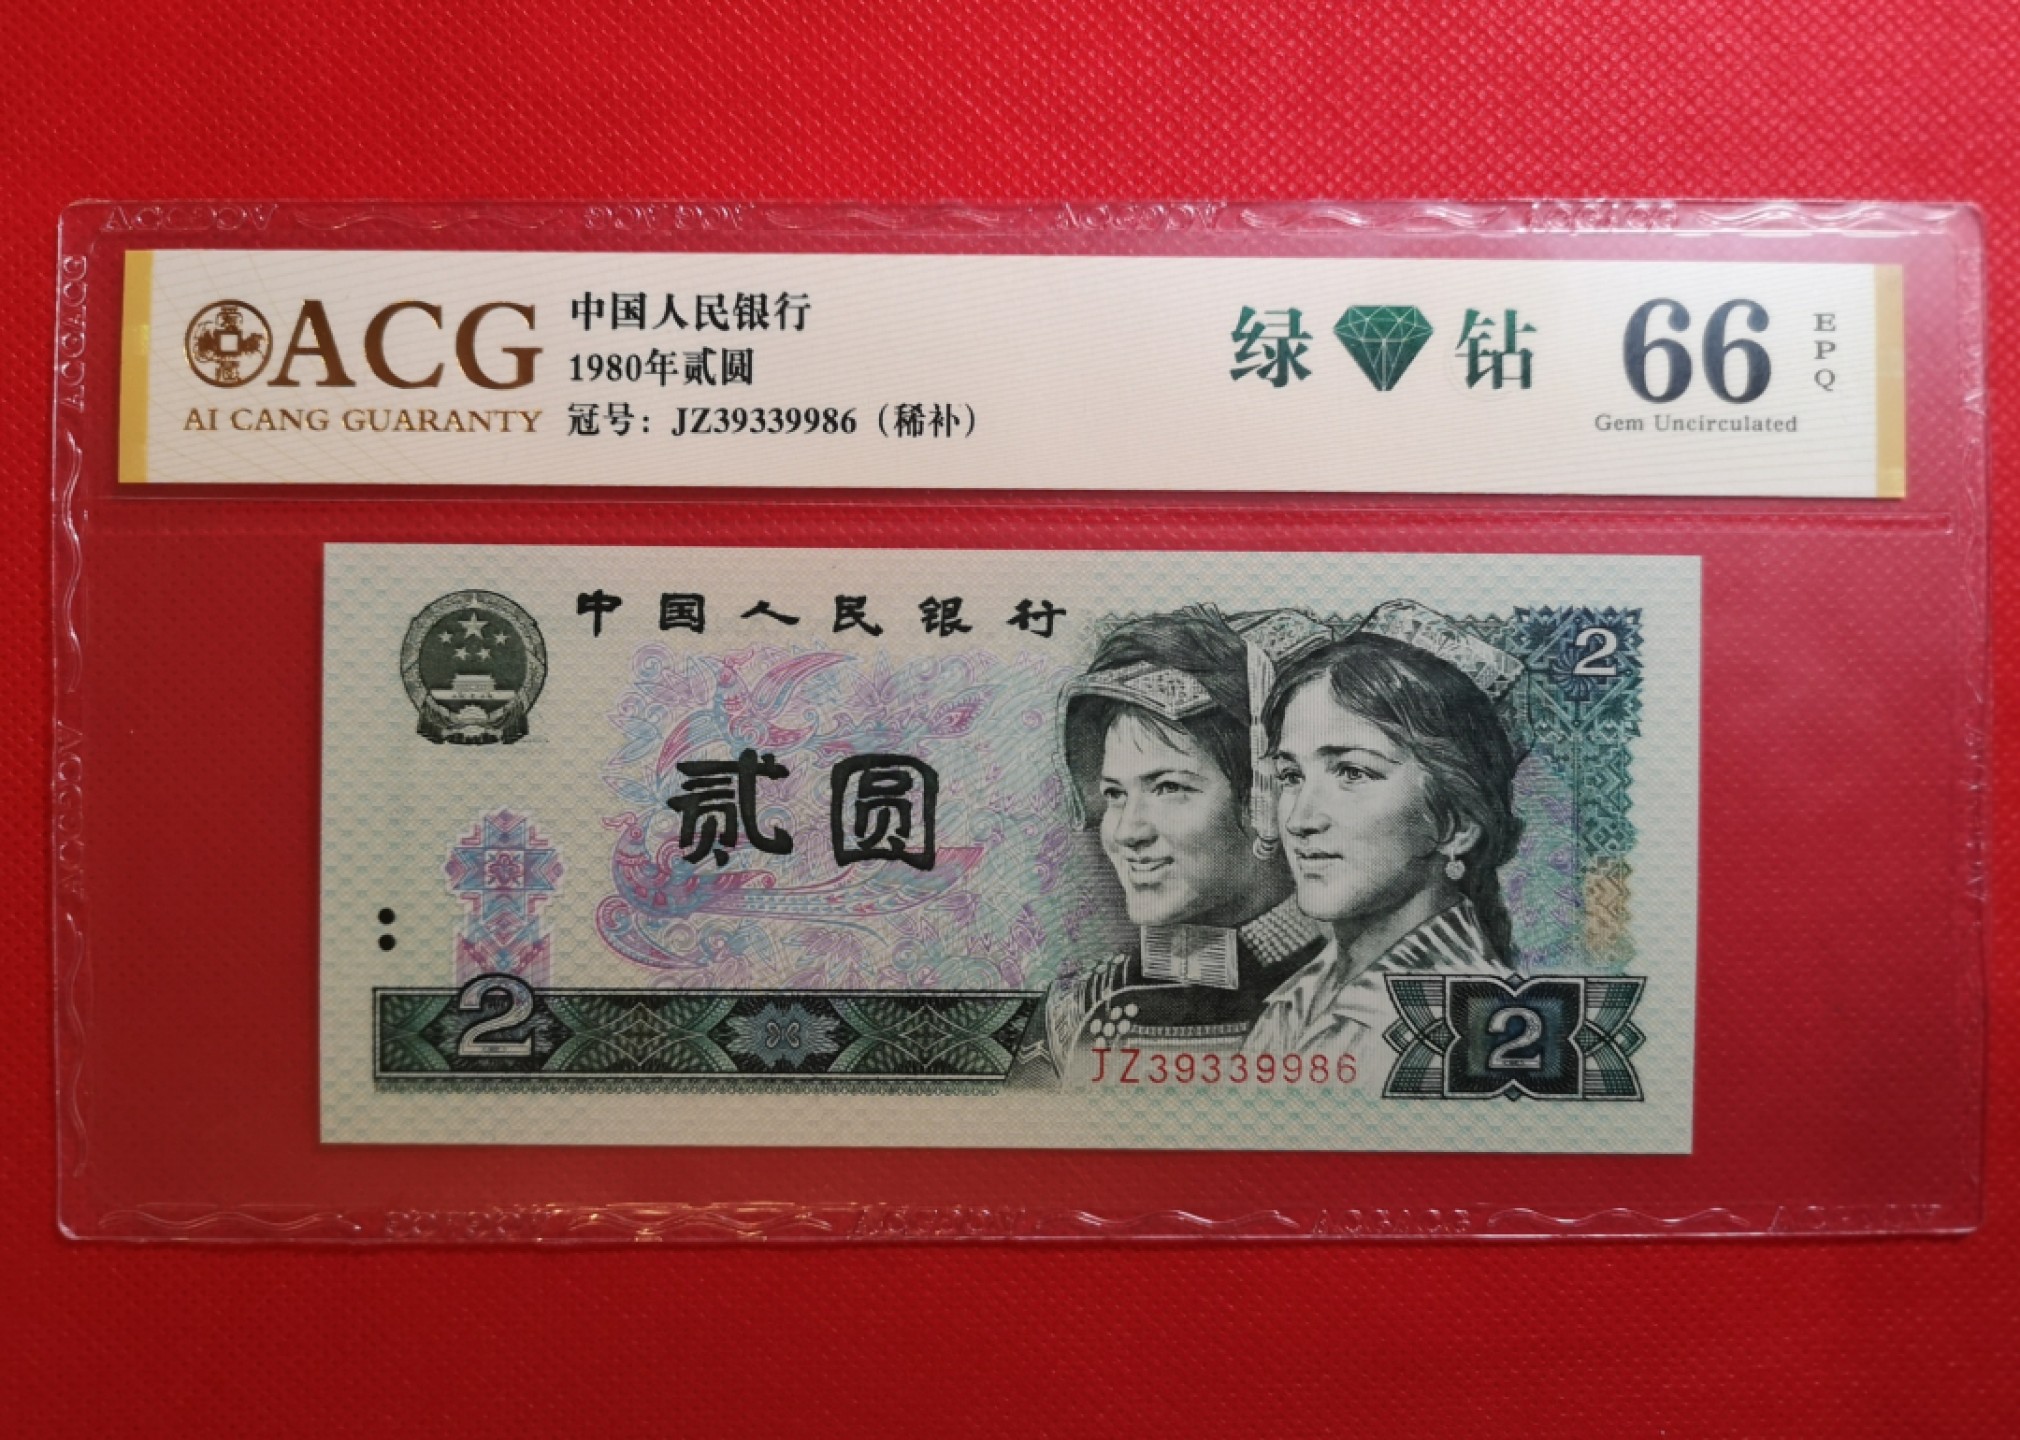 ACG
AI CANG GUARANTY
中国人民银行
1980年贰圆
冠号：JZ39339986（稀补）
绿 钻
66
EPQ
Gem Uncirculated
中国人民银行
2
贰圆
2
JZ39339986
2